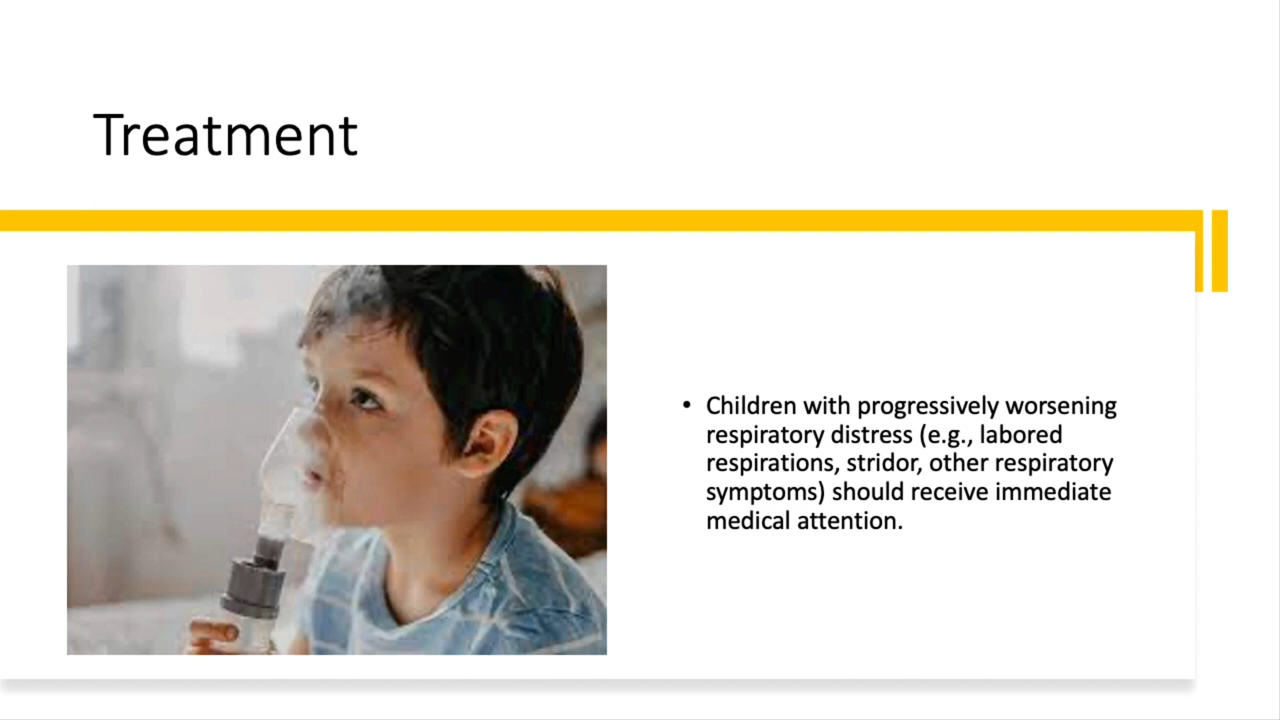 Treatment
• Children with progressively worsening
respiratory distress (e.g., labored
respirations, stridor, other respiratory
symptoms) should receive immediate
medical attention.